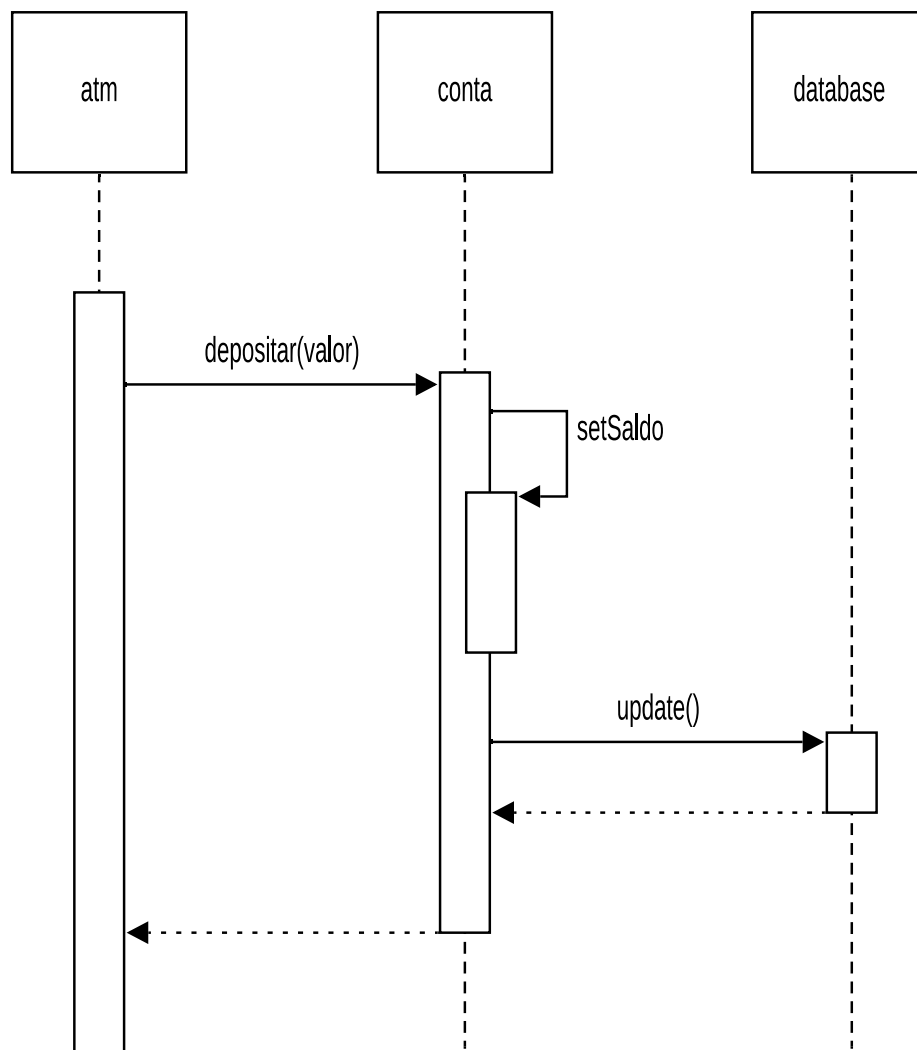 atm
conta
database
depositar(valor)
setSaldo
update()